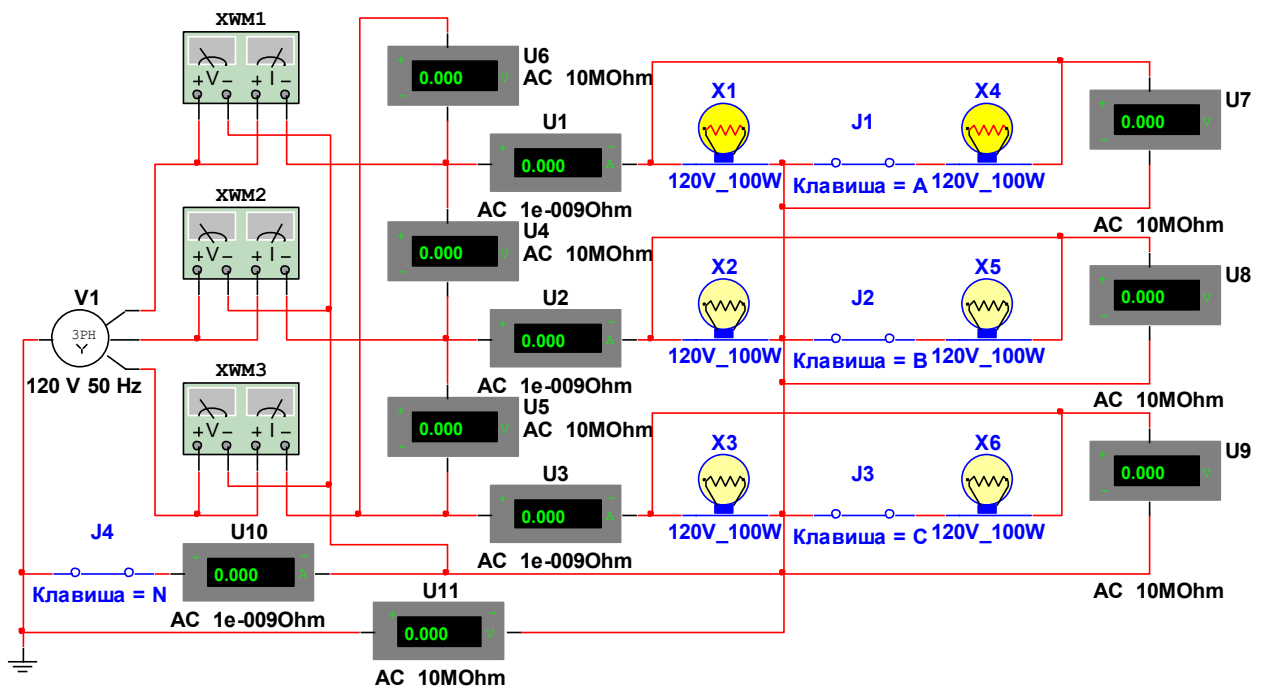 XWM1
V
I
U6
0.000 V
AC 10MOhm
U1
0.000 A
AC 1e-009Ohm
X1
120V_100W
J1
Клавиша = A
X4
120V_100W
U7
0.000 V
AC 10MOhm
XWM2
V
I
U4
0.000 V
AC 10MOhm
U2
0.000 A
AC 1e-009Ohm
X2
120V_100W
J2
Клавиша = B
X5
120V_100W
U8
0.000 V
AC 10MOhm
V1
3PH
Y
120 V 50 Hz
XWM3
V
I
U5
0.000 V
AC 10MOhm
U3
0.000 A
AC 1e-009Ohm
X3
120V_100W
J3
Клавиша = C
X6
120V_100W
U9
0.000 V
AC 10MOhm
J4
Клавиша = N
U10
0.000 A
AC 1e-009Ohm
U11
0.000 V
AC 10MOhm